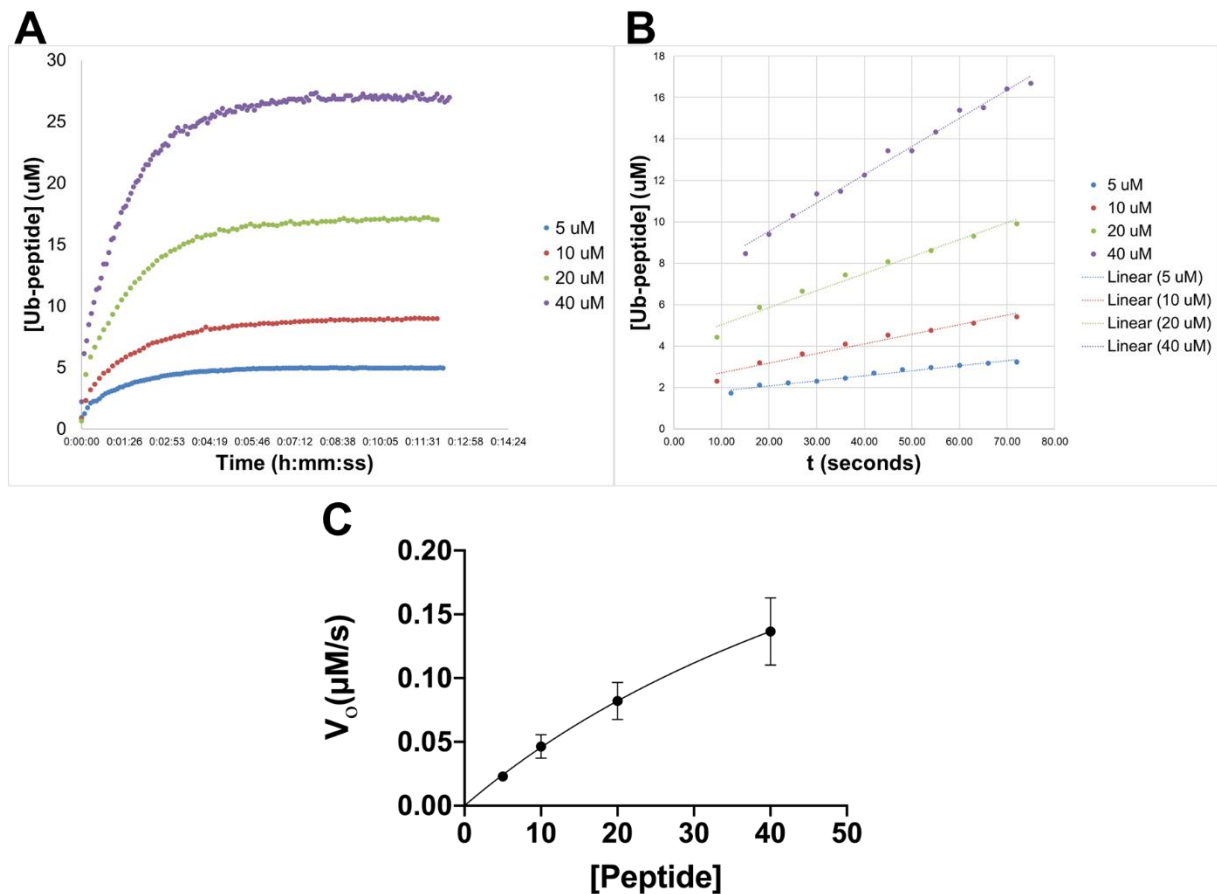 A
30
25
20
15
10
5
0
[Ub-peptide] (uM)
0:00:00 0:01:26 0:02:53 0:04:19 0:05:46 0:07:12 0:08:38 0:10:05 0:11:31 0:12:58 0:14:24
Time (h:mm:ss)
5 uM
10 uM
20 uM
40 uM
B
18
16
14
12
10
8
6
4
2
0
[Ub-peptide] (uM)
0.00 10.00 20.00 30.00 40.00 50.00 60.00 70.00 80.00
t (seconds)
5 uM
10 uM
20 uM
40 uM
Linear (5 uM)
Linear (10 uM)
Linear (20 uM)
Linear (40 uM)
C
0.20
0.15
0.10
0.05
0.00
Vo(µM/s)
0 10 20 30 40 50
[Peptide]